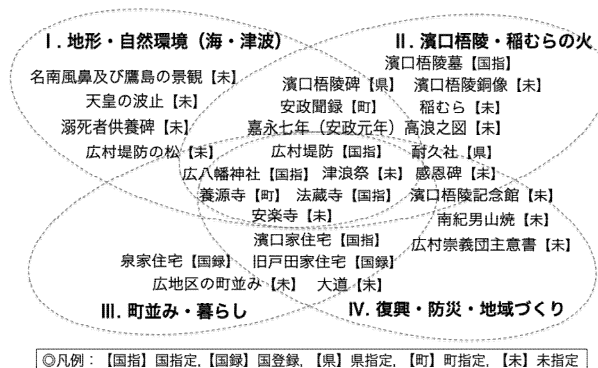 Ⅰ. 地形・自然環境（海・津波）
Ⅱ. 濱口梧陵・稲むらの火
濱口梧陵墓【国指】
名南風鼻及び鷹島の景観【未】
濱口梧陵碑【県】 濱口梧陵銅像【未】
天皇の波止【未】
安政聞録【町】 稲むら【未】
溺死者供養碑【未】
嘉永七年（安政元年）高浪之図【未】
広村堤防の松【未】
広村堤防【国指】 耐久社【県】
広八幡神社【国指】 津浪祭【未】 感恩碑【未】
養源寺【町】 法蔵寺【国指】 濱口梧陵記念館【未】
安楽寺【未】
南紀男山焼【未】
濱口家住宅【国指】
広村崇義団主意書【未】
泉家住宅【国録】 旧戸田家住宅【国録】
広地区の町並み【未】 大道【未】
Ⅲ. 町並み・暮らし
Ⅳ. 復興・防災・地域づくり
◎凡例：【国指】国指定,【国録】国登録,【県】県指定,【町】町指定,【未】未指定